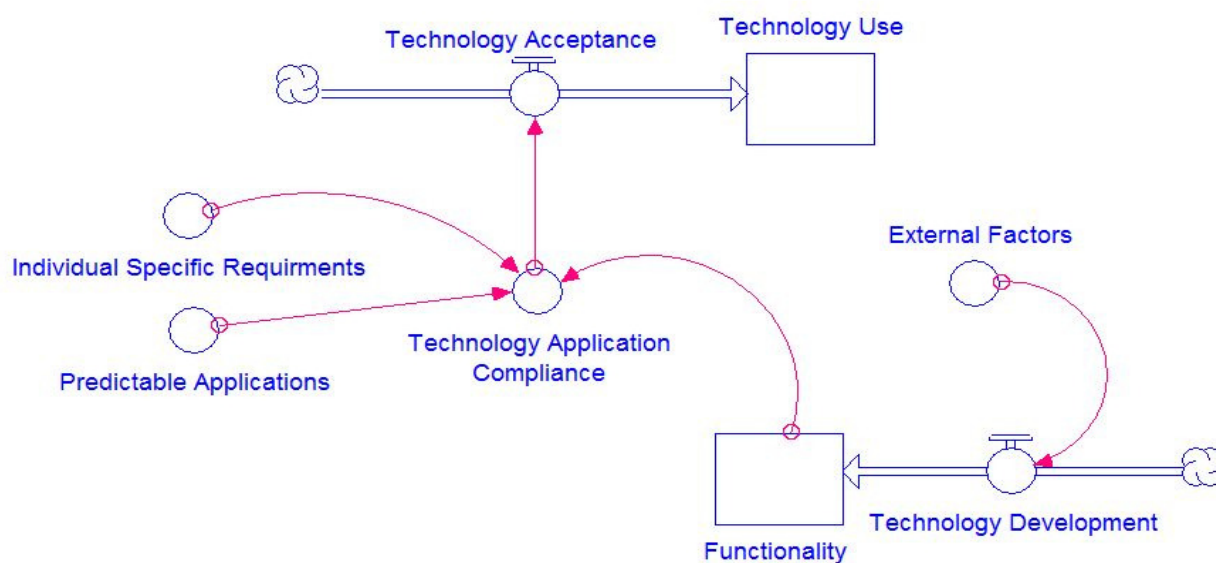 Technology Use
Technology Acceptance
External Factors
Individual Specific Requirments
Technology Application
Compliance
Predictable Applications
Technology Development
Functionality